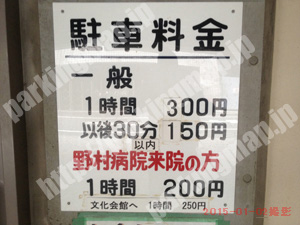 駐車料金
一般
1時間 300円
以後30分 150円
以内
野村病院来院の方
1時間 200円
文化会館へ 1時間 250円